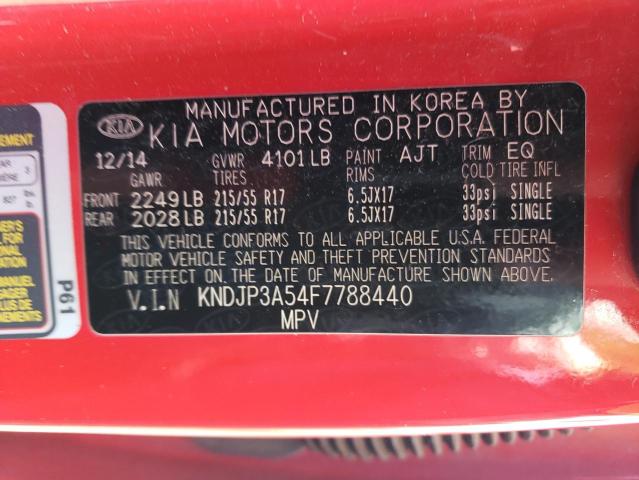 MANUFACTURED IN KOREA BY
KIA KIA MOTORS CORPORATION
12/14 GVWR 4101 LB PAINT AJT TRIM EQ
GAWR TIRES RIMS COLD TIRE INFL
FRONT 2249 LB 215/55 R17 6.5JX17 33psi SINGLE
REAR 2028 LB 215/55 R17 6.5JX17 33psi SINGLE
THIS VEHICLE CONFORMS TO ALL APPLICABLE U.S.A. FEDERAL
MOTOR VEHICLE SAFETY AND THEFT PREVENTION STANDARDS
IN EFFECT ON THE DATE OF MANUFACTURE SHOWN ABOVE.
V.I.N KNDJP3A54F7788440
MPV
P61